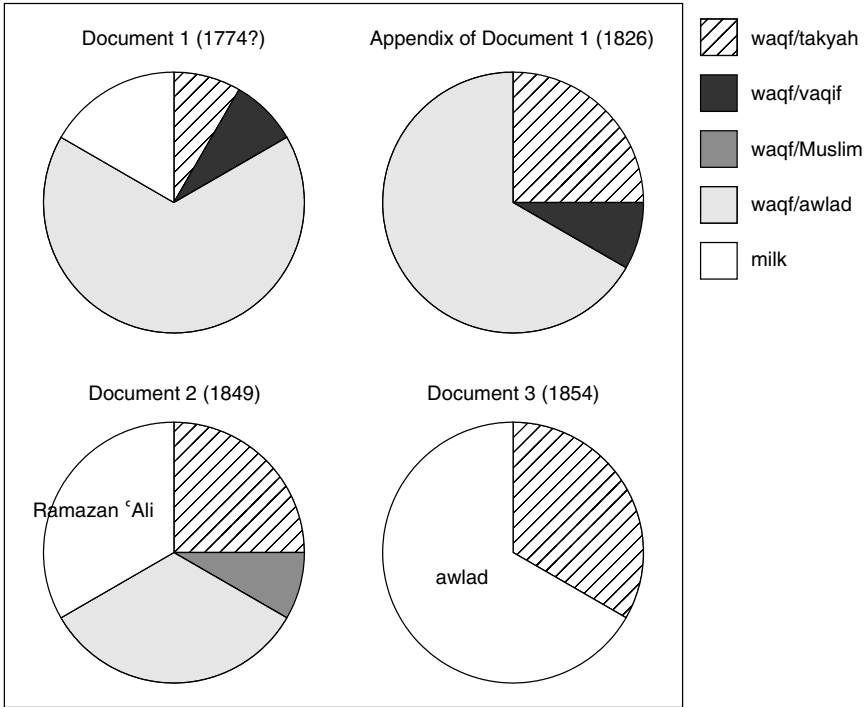 Document 1 (1774?)
Appendix of Document 1 (1826)
Document 2 (1849)
Ramazan ʿAli
Document 3 (1854)
awlad
waqf/takyah
waqf/vaqif
waqf/Muslim
waqf/awlad
milk